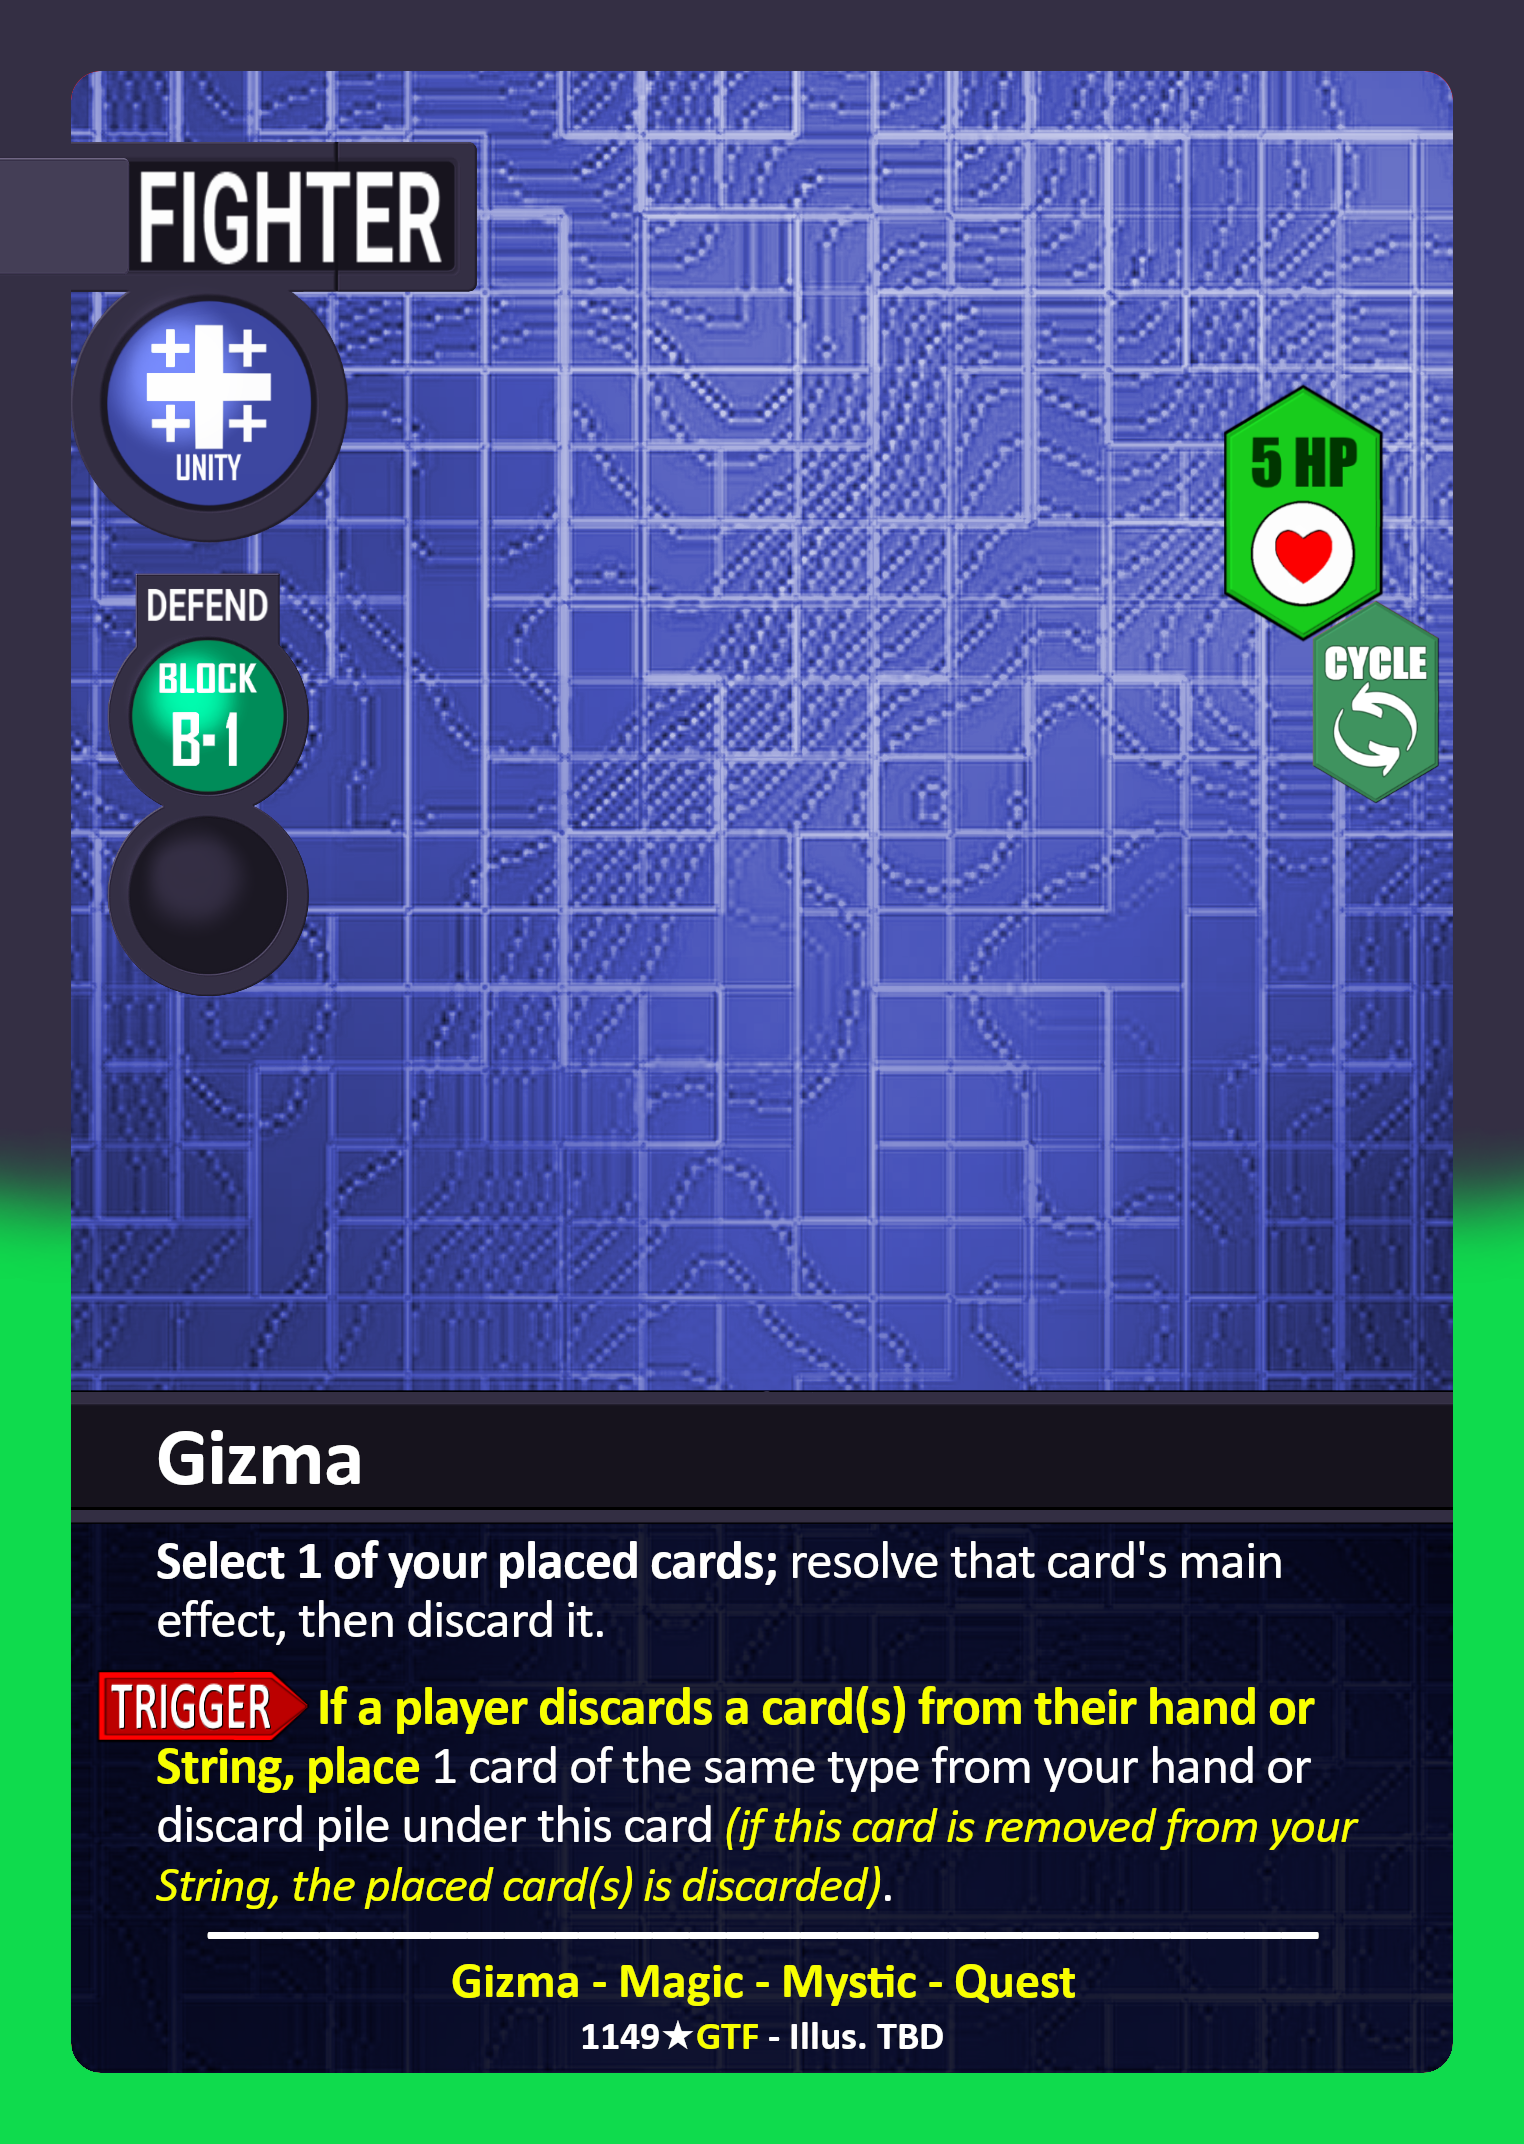 FIGHTER
UNITY
5 HP
DEFEND
CYCLE
BLOCK
B-1
Gizma
Select 1 of your placed cards; resolve that card's main
effect, then discard it.
TRIGGER If a player discards a card(s) from their hand or
String, place 1 card of the same type from your hand or
discard pile under this card (if this card is removed from your
String, the placed card(s) is discarded).
Gizma - Magic - Mystic - Quest
1149★GTF - Illus. TBD